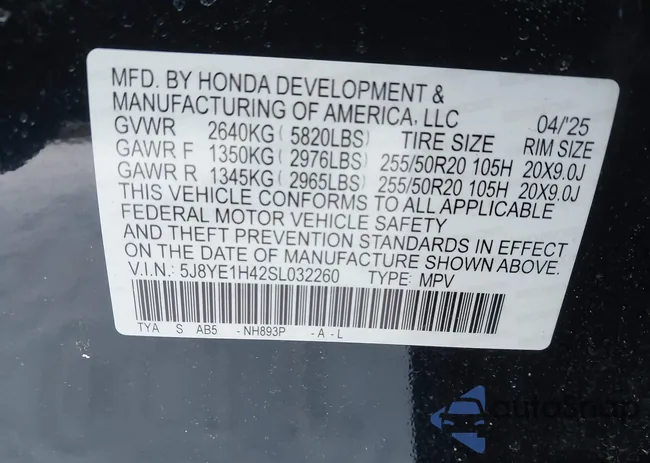 MFD. BY HONDA DEVELOPMENT &
MANUFACTURING OF AMERICA, LLC 04/'25
GVWR 2640KG ( 5820LBS) TIRE SIZE RIM SIZE
GAWR F 1350KG ( 2976LBS) 255/50R20 105H 20X9.0J
GAWR R 1345KG ( 2965LBS) 255/50R20 105H 20X9.0J
THIS VEHICLE CONFORMS TO ALL APPLICABLE
FEDERAL MOTOR VEHICLE SAFETY
AND THEFT PREVENTION STANDARDS IN EFFECT
ON THE DATE OF MANUFACTURE SHOWN ABOVE.
V.I.N.: 5J8YE1H42SL032260 TYPE: MPV
TYA S AB5 -NH893P -A-L
autoSnap